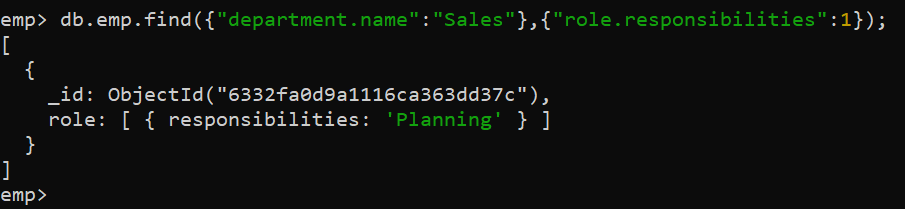 emp> db.emp.find({"department.name":"Sales"},{"role.responsibilities":1});
[
  {
    _id: ObjectId("6332fa0d9a1116ca363dd37c"),
    role: [ { responsibilities: 'Planning' } ]
  }
]
emp>